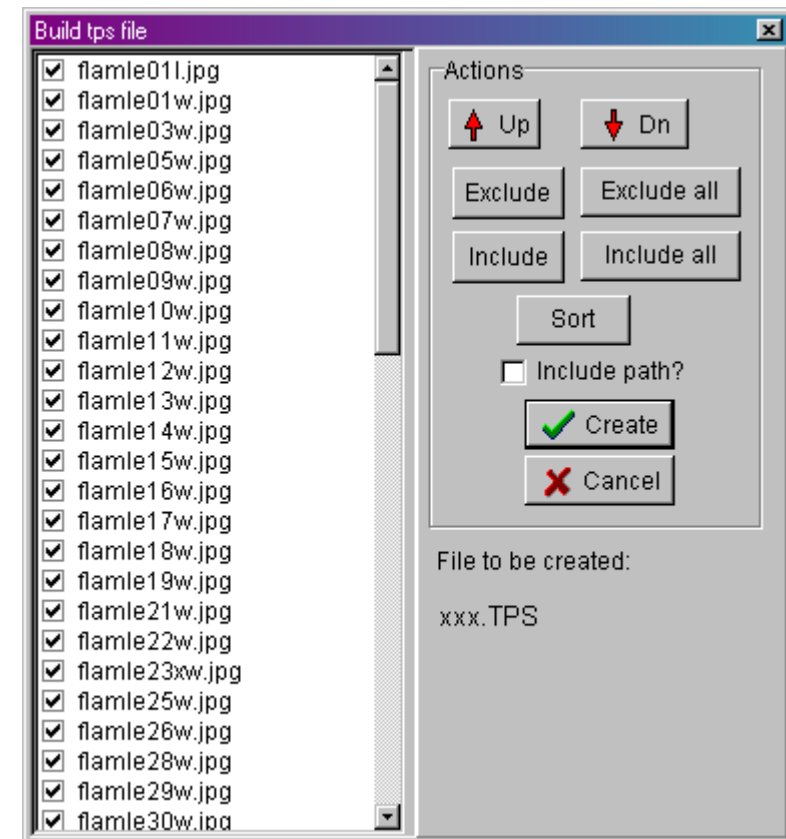 Build tps file
flamle01l.jpg
flamle01w.jpg
flamle03w.jpg
flamle05w.jpg
flamle06w.jpg
flamle07w.jpg
flamle08w.jpg
flamle09w.jpg
flamle10w.jpg
flamle11w.jpg
flamle12w.jpg
flamle13w.jpg
flamle14w.jpg
flamle15w.jpg
flamle16w.jpg
flamle17w.jpg
flamle18w.jpg
flamle19w.jpg
flamle21w.jpg
flamle22w.jpg
flamle23xw.jpg
flamle25w.jpg
flamle26w.jpg
flamle28w.jpg
flamle29w.jpg
flamle30w.jpg
Actions
Up
Dn
Exclude
Exclude all
Include
Include all
Sort
Include path?
Create
Cancel
File to be created:
xxx.TPS